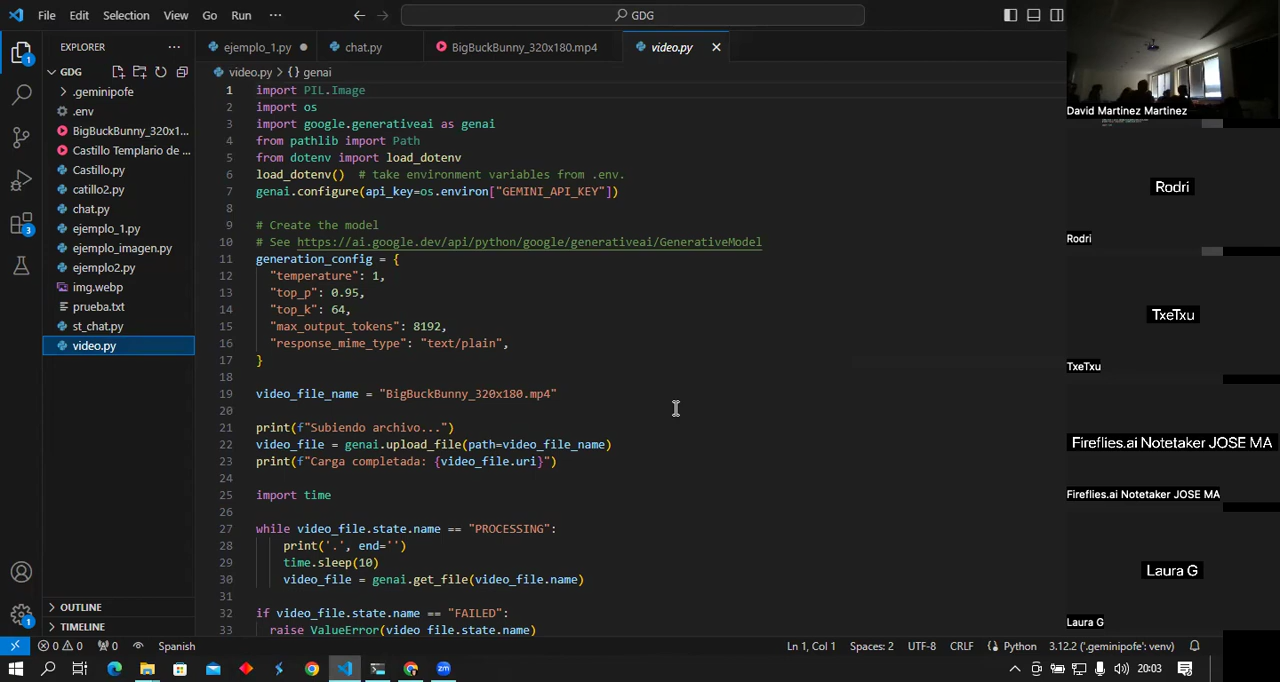 File Edit Selection View Go Run ··· GDG
EXPLORER ···
GDG
.geminipofe
.env
BigBuckBunny_320x1...
Castillo Templario de ...
Castillo.py
catillo2.py
chat.py
ejemplo_1.py
ejemplo_imagen.py
ejemplo2.py
img.webp
prueba.txt
st_chat.py
video.py
OUTLINE
TIMELINE
1
3
1
ejemplo_1.py chat.py BigBuckBunny_320x180.mp4 video.py
video.py > {} genai
1 import PIL.Image
2 import os
3 import google.generativeai as genai
4 from pathlib import Path
5 from dotenv import load_dotenv
6 load_dotenv()  # take environment variables from .env.
7 genai.configure(api_key=os.environ["GEMINI_API_KEY"])
8
9 # Create the model
10 # See https://ai.google.dev/api/python/google/generativeai/GenerativeModel
11 generation_config = {
12 "temperature": 1,
13 "top_p": 0.95,
14 "top_k": 64,
15 "max_output_tokens": 8192,
16 "response_mime_type": "text/plain",
17 }
18
19 video_file_name = "BigBuckBunny_320x180.mp4"
20
21 print(f"Subiendo archivo...")
22 video_file = genai.upload_file(path=video_file_name)
23 print(f"Carga completada: {video_file.uri}")
24
25 import time
26
27 while video_file.state.name == "PROCESSING":
28 print('.', end='')
29 time.sleep(10)
30 video_file = genai.get_file(video_file.name)
31
32 if video_file.state.name == "FAILED":
33 raise ValueError(video_file.state.name)
David Martinez Martinez
Rodri
Rodri
TxeTxu
TxeTxu
Fireflies.ai Notetaker JOSE MA
Fireflies.ai Notetaker JOSE MA
Laura G
Laura G
0 0 0 Spanish Ln 1, Col 1 Spaces: 2 UTF-8 CRLF {} Python 3.12.2 ('.geminipofe': venv)
zm 20:03